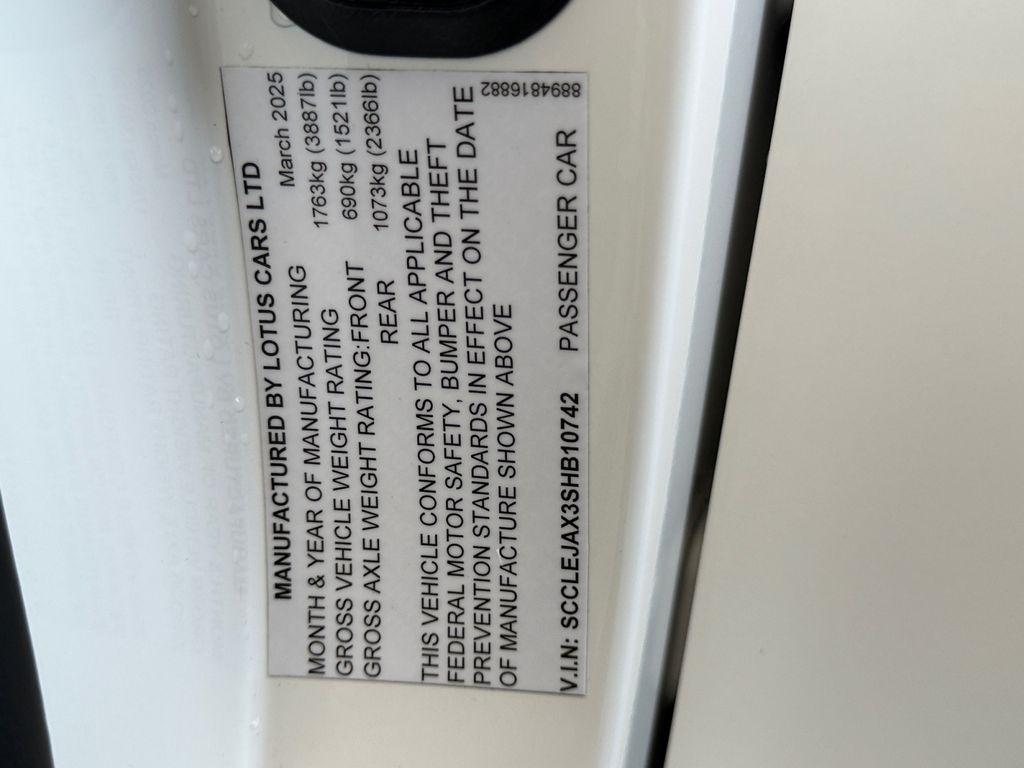 MANUFACTURED BY LOTUS CARS LTD
MONTH & YEAR OF MANUFACTURING March 2025
GROSS VEHICLE WEIGHT RATING 1763kg (3887lb)
GROSS AXLE WEIGHT RATING:FRONT 690kg (1521lb)
REAR 1073kg (2366lb)
THIS VEHICLE CONFORMS TO ALL APPLICABLE
FEDERAL MOTOR SAFETY, BUMPER AND THEFT
PREVENTION STANDARDS IN EFFECT ON THE DATE
OF MANUFACTURE SHOWN ABOVE
8894816882
V.I.N: SCCLEJAX3SHB10742 PASSENGER CAR